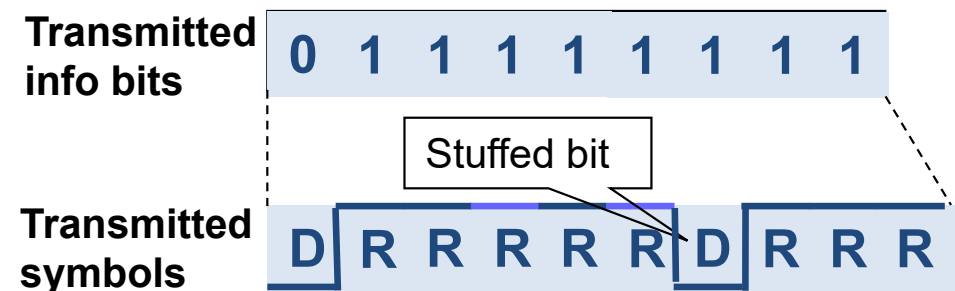 Transmitted info bits
0 1 1 1 1 1 1 1 1
Stuffed bit
Transmitted symbols
D R R R R R D R R R